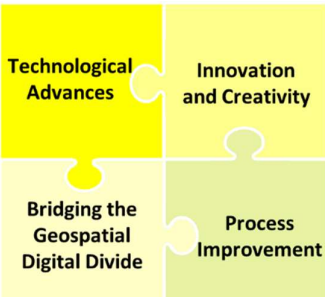 Technological
Advances
Innovation
and Creativity
Bridging the
Geospatial
Digital Divide
Process
Improvement